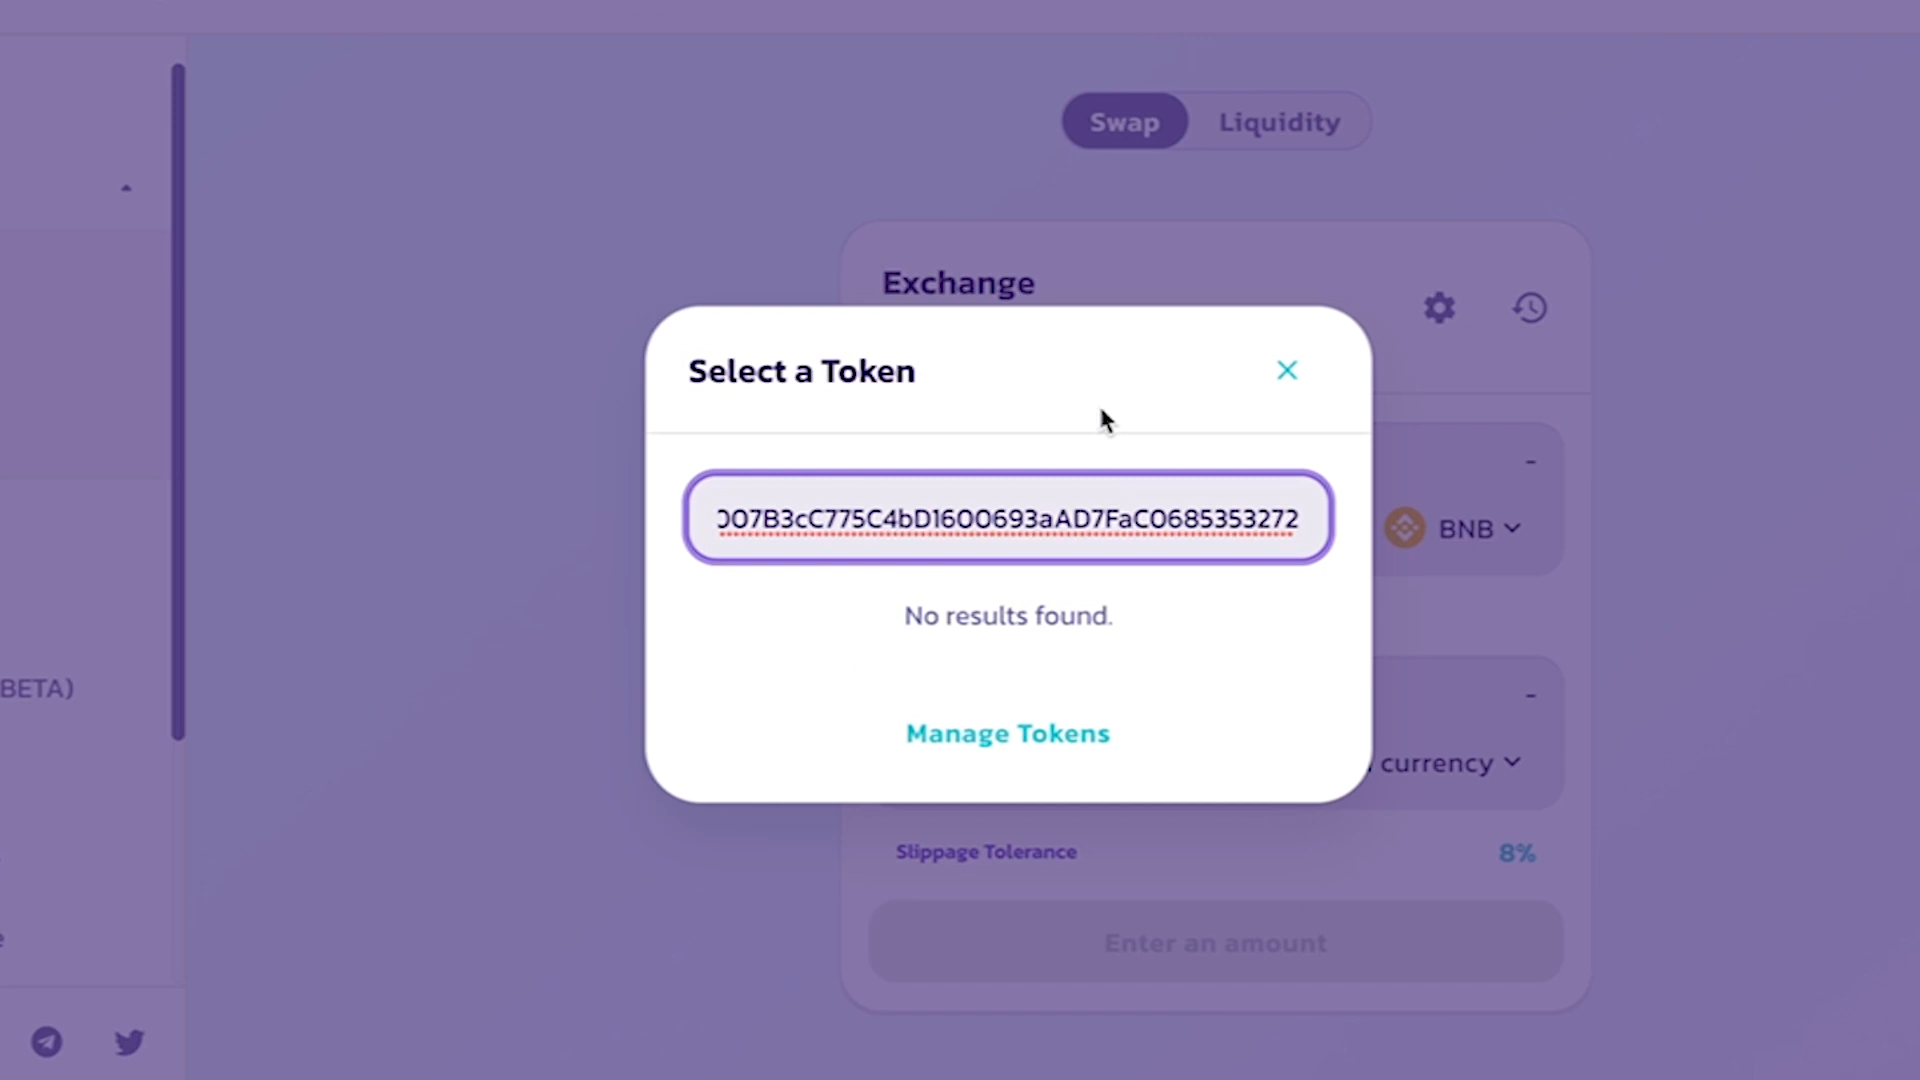 Swap
Liquidity
Exchange
Select a Token
007B3cC775C4bD1600693aAD7FaC0685353272
BNB
No results found.
(BETA)
Manage Tokens
currency
Slippage Tolerance
8%
Enter an amount